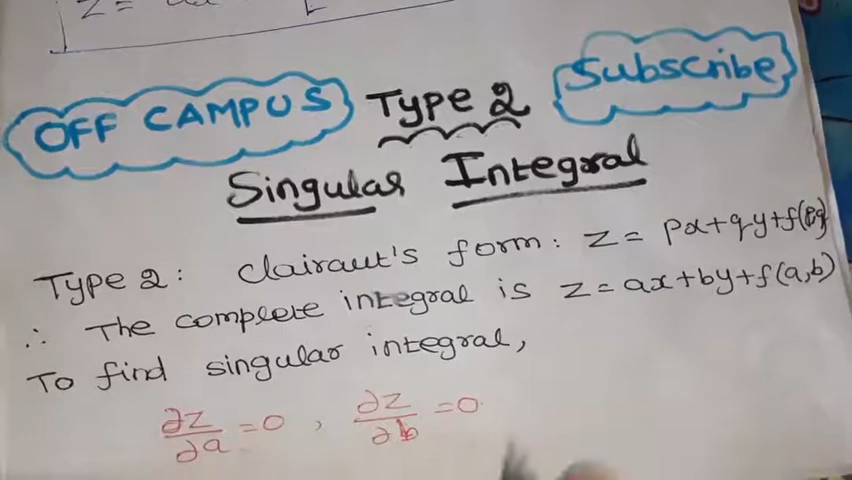 Z =
OFF CAMPUS Type 2 Subscribe
Singular Integral
Type 2: Clairaut's form: Z = px+qy+f(p,q)
∴ The complete integral is Z=ax+by+f(a,b)
To find singular integral,
∂Z/∂a =0 , ∂Z/∂b =0